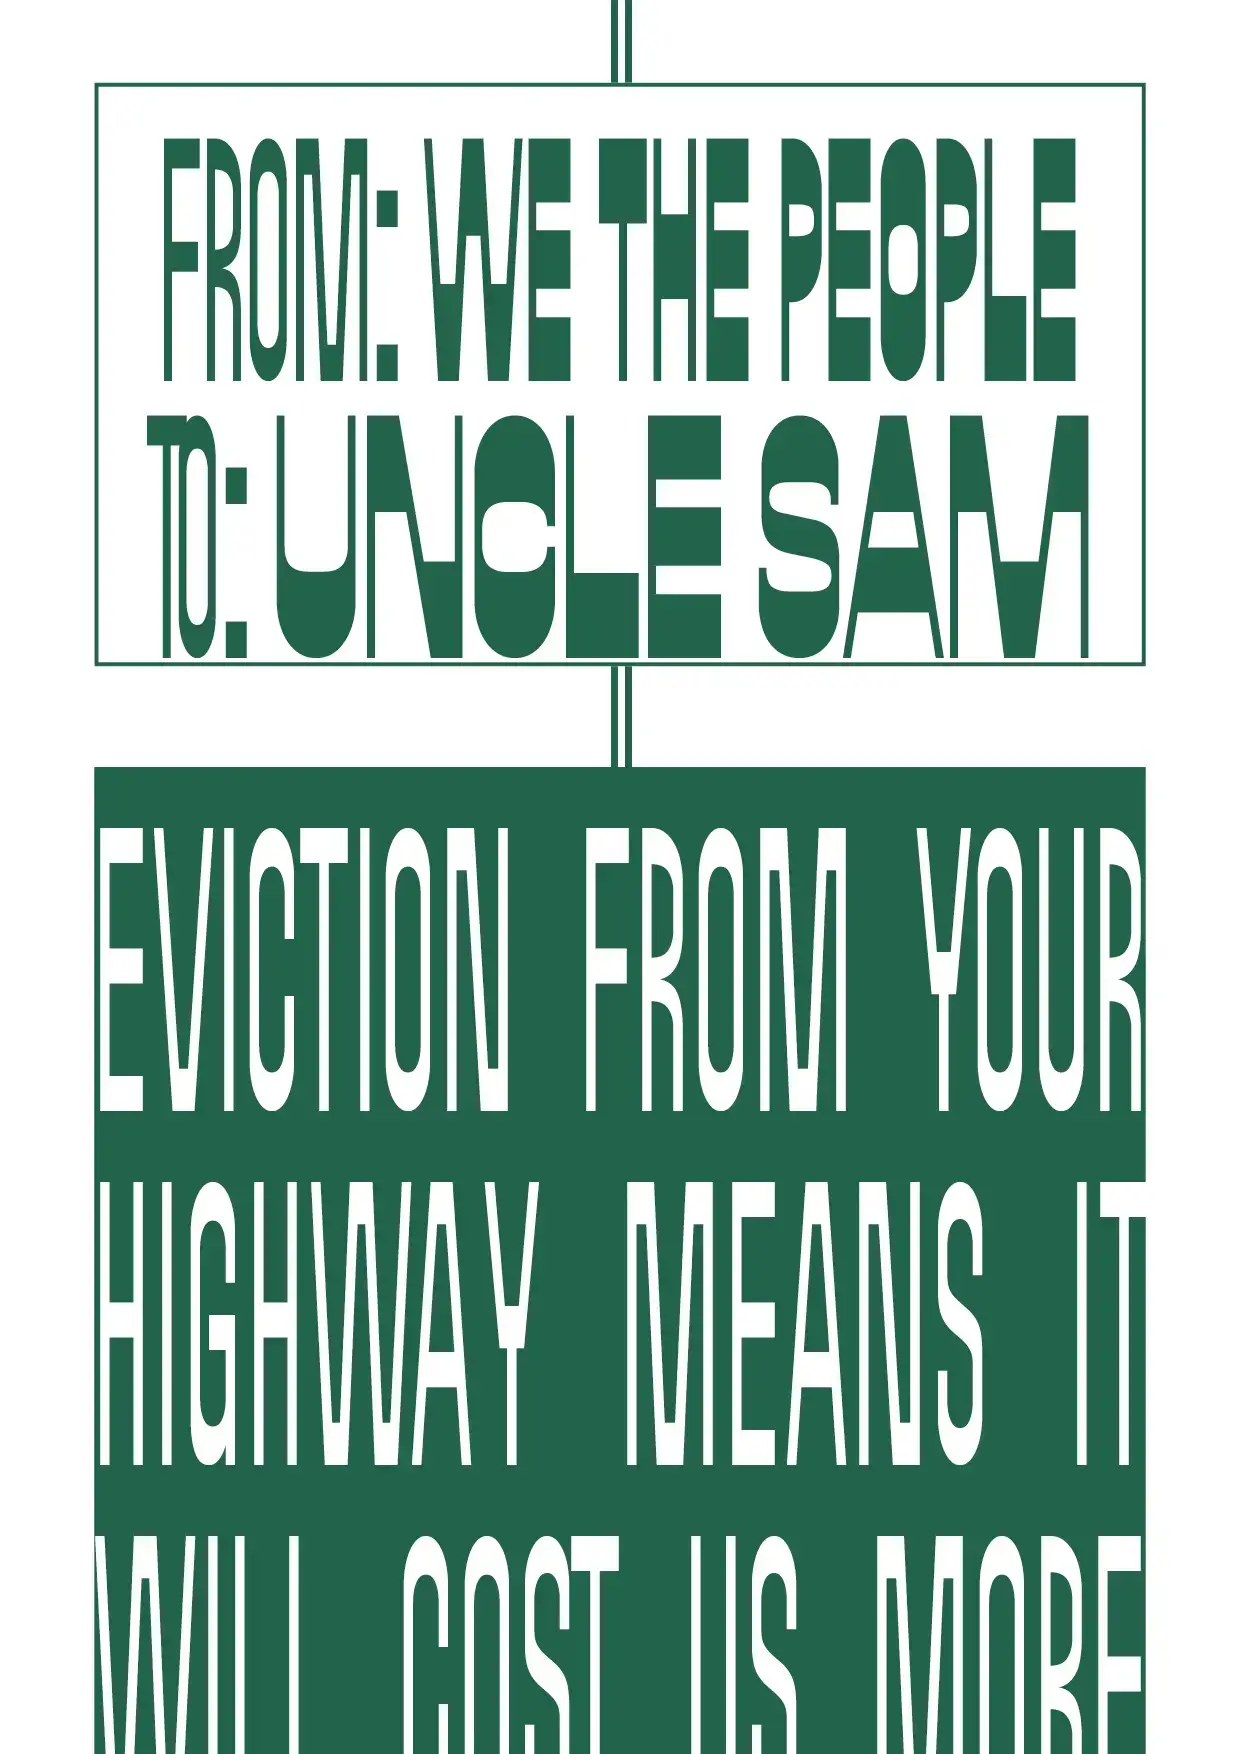 FROM: WE THE PEOPLE
TO: UNCLE SAM
EVICTION FROM YOUR
HIGHWAY MEANS IT
WILL COST US MORE